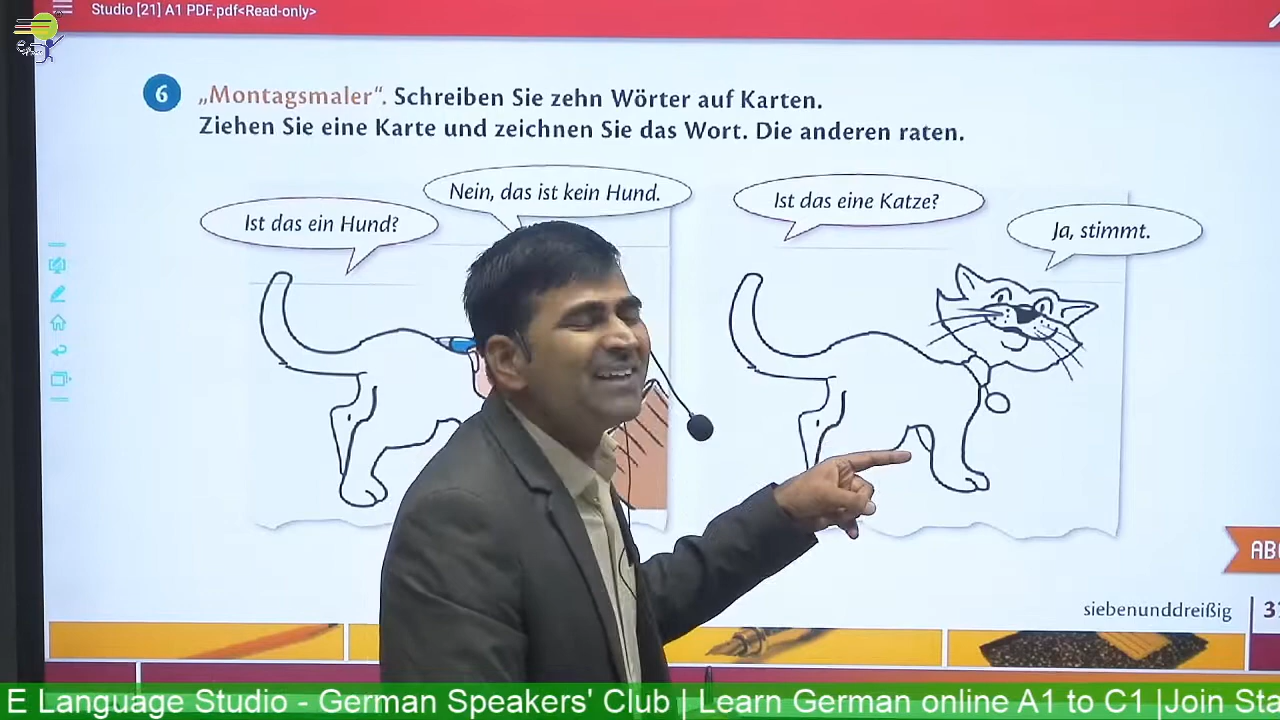 Studio [21] A1 PDF.pdf<Read-only>
6 „Montagsmaler“. Schreiben Sie zehn Wörter auf Karten.
Ziehen Sie eine Karte und zeichnen Sie das Wort. Die anderen raten.
Nein, das ist kein Hund.
Ist das ein Hund?
Ist das eine Katze?
Ja, stimmt.
siebenunddreißig
E Language Studio - German Speakers' Club | Learn German online A1 to C1 |Join